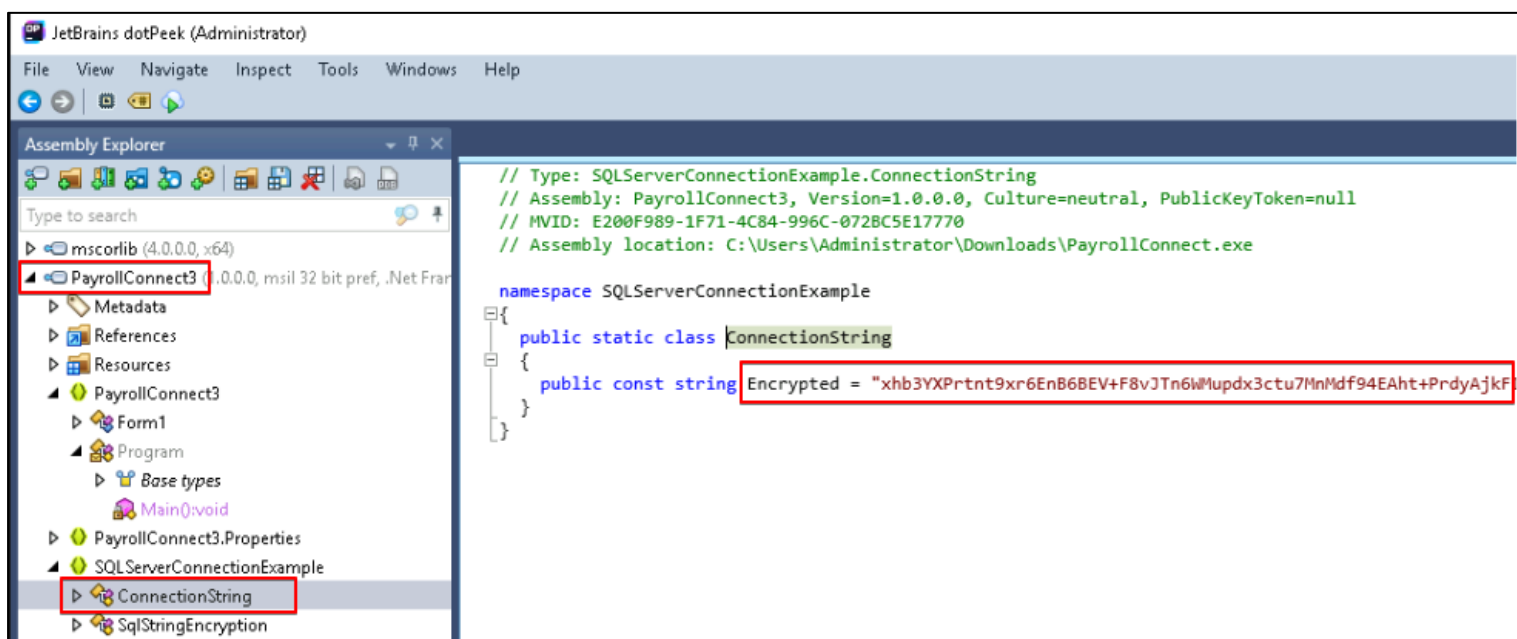 JetBrains dotPeek (Administrator)
File View Navigate Inspect Tools Windows Help
Assembly Explorer
Type to search
mscorlib (4.0.0.0, x64)
PayrollConnect3 (1.0.0.0, msil 32 bit pref, .Net Fra
Metadata
References
Resources
PayrollConnect3
Form1
Program
Base types
Main():void
PayrollConnect3.Properties
SQLServerConnectionExample
ConnectionString
SqlStringEncryption
// Type: SQLServerConnectionExample.ConnectionString
// Assembly: PayrollConnect3, Version=1.0.0.0, Culture=neutral, PublicKeyToken=null
// MVID: E200F989-1F71-4C84-996C-072BC5E17770
// Assembly location: C:\Users\Administrator\Downloads\PayrollConnect.exe
namespace SQLServerConnectionExample
{
public static class ConnectionString
{
public const string Encrypted = "xhb3YXPrtnt9xr6EnB6BEV+F8vJTn6WMupdx3ctu7MnMdf94EAht+PrdyAjkF
}
}